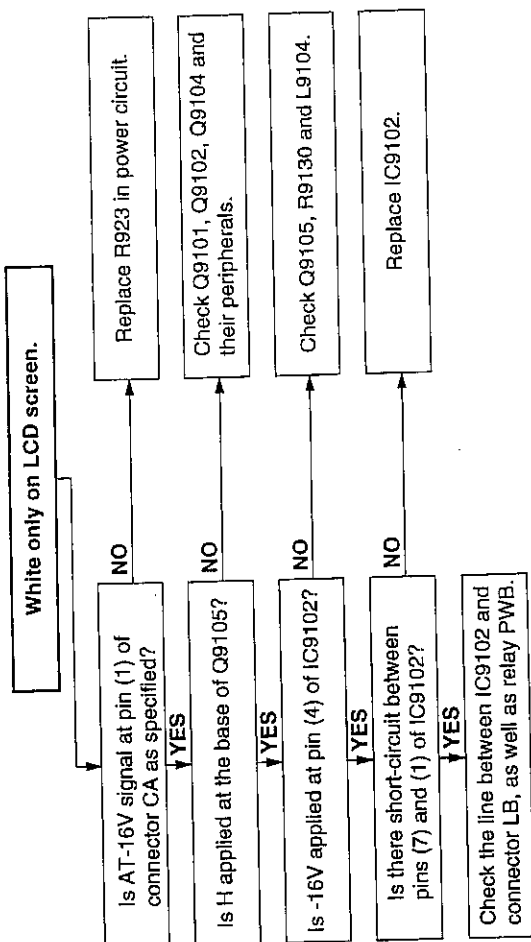 White only on LCD screen.
Is AT-16V signal at pin (1) of
connector CA as specified?
NO
Replace R923 in power circuit.
YES
Is H applied at the base of Q9105?
NO
Check Q9101, Q9102, Q9104 and
their peripherals.
YES
Is -16V applied at pin (4) of IC9102?
NO
Check Q9105, R9130 and L9104.
YES
Is there short-circuit between
pins (7) and (1) of IC9102?
NO
Replace IC9102.
YES
Check the line between IC9102 and
connector LB, as well as relay PWB.